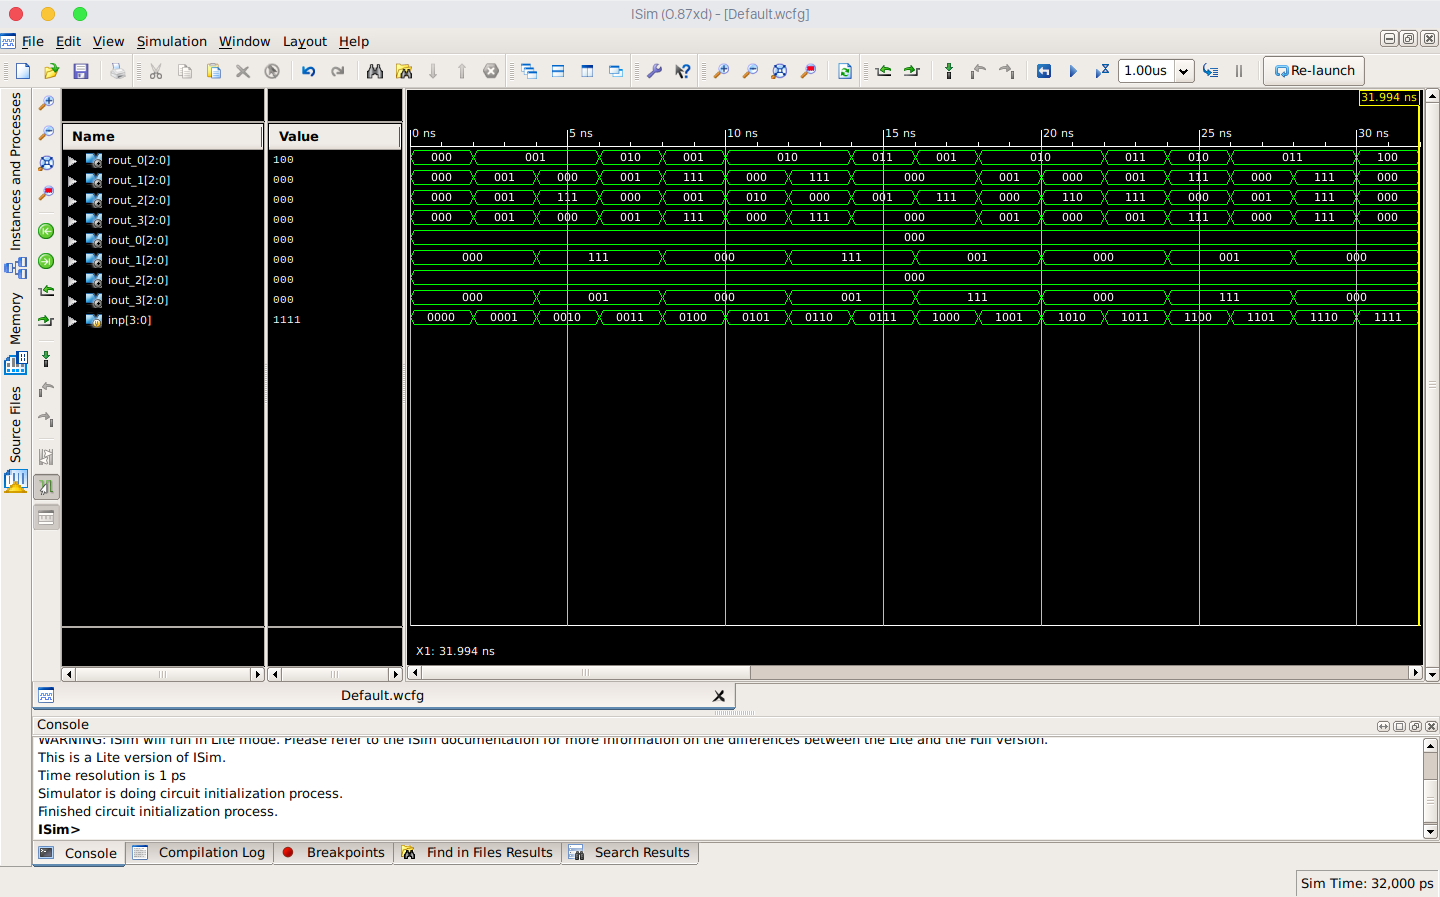 ISim (0.87xd) - [Default.wcfg]
File Edit View Simulation Window Layout Help
1.00us
Re-launch
Instances and Processes
Memory
Source Files
31.994 ns
Name Value
0 ns 5 ns 10 ns 15 ns 20 ns 25 ns 30 ns
rout_0[2:0] 100 000 001 010 001 010 011 001 010 011 010 011 100
rout_1[2:0] 000 000 001 000 001 111 000 111 000 001 000 001 111 000 111 000
rout_2[2:0] 000 000 001 111 000 001 010 000 001 111 000 110 111 000 001 111 000
rout_3[2:0] 000 000 001 000 001 111 000 111 000 001 000 001 111 000 111 000
iout_0[2:0] 000 000
iout_1[2:0] 000 000 111 000 111 001 000 001 000
iout_2[2:0] 000 000
iout_3[2:0] 000 000 001 000 001 111 000 111 000
inp[3:0] 1111 0000 0001 0010 0011 0100 0101 0110 0111 1000 1001 1010 1011 1100 1101 1110 1111
X1: 31.994 ns
Default.wcfg
Console
WARNING: ISim will run in Lite mode. Please refer to the ISim documentation for more information on the differences between the Lite and the Full version.
This is a Lite version of ISim.
Time resolution is 1 ps
Simulator is doing circuit initialization process.
Finished circuit initialization process.
ISim>
Console Compilation Log Breakpoints Find in Files Results Search Results
Sim Time: 32,000 ps